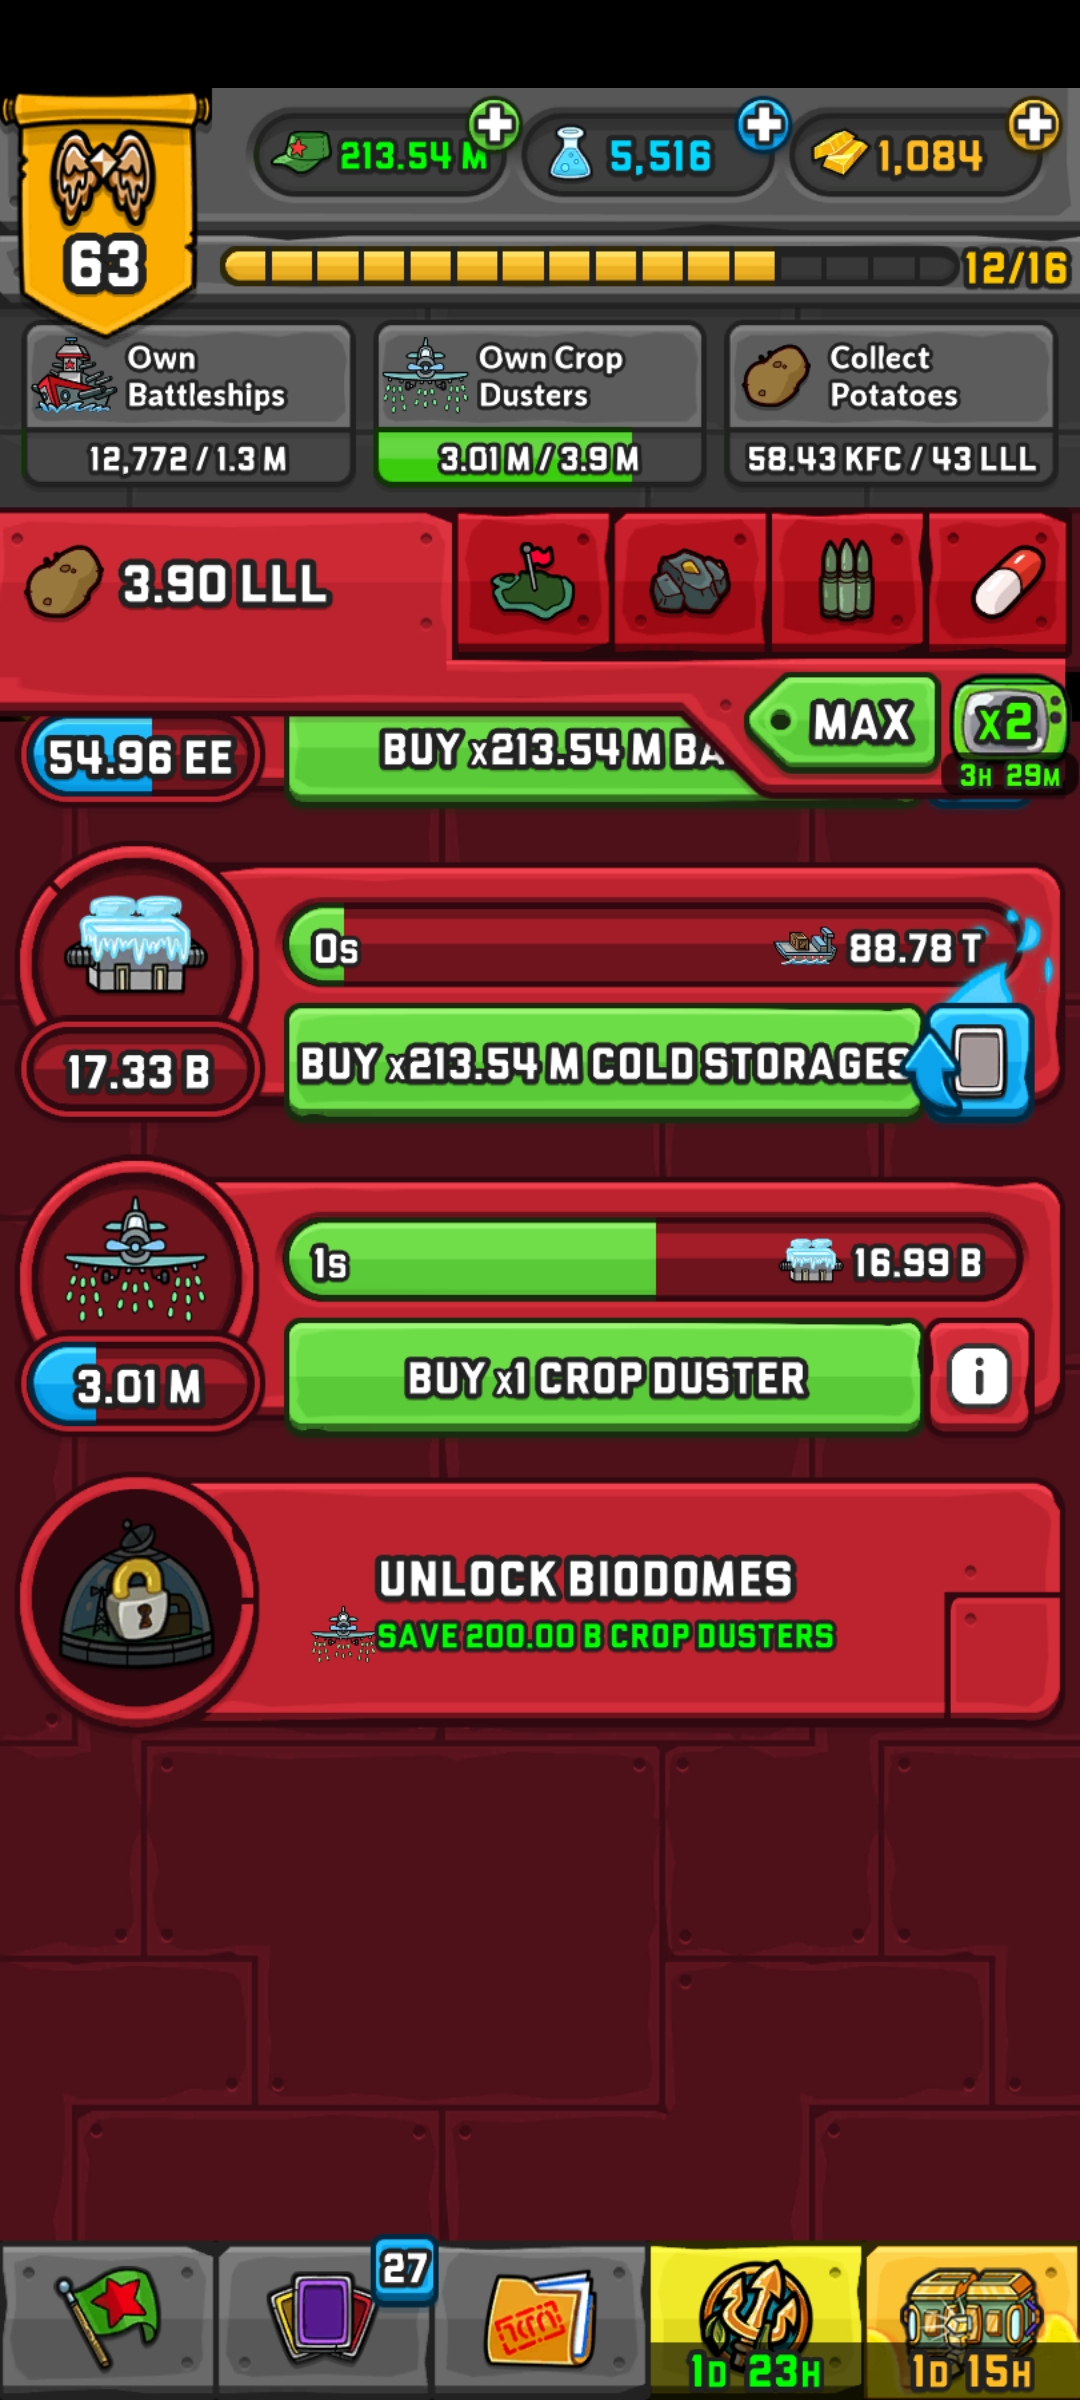 213.54 M
5,516
1,084
63
12/16
Own
Battleships
12,772 / 1.3 M
Own Crop
Dusters
3.01 M / 3.9 M
Collect
Potatoes
58.43 KFC / 43 LLL
3.90 LLL
MAX
x2
3H 29M
54.96 EE
BUY x213.54 M BA
0s
88.78 T
17.33 B
BUY x213.54 M COLD STORAGES
1s
16.99 B
3.01 M
BUY x1 CROP DUSTER
i
UNLOCK BIODOMES
SAVE 200.00 B CROP DUSTERS
27
1D 23H
1D 15H